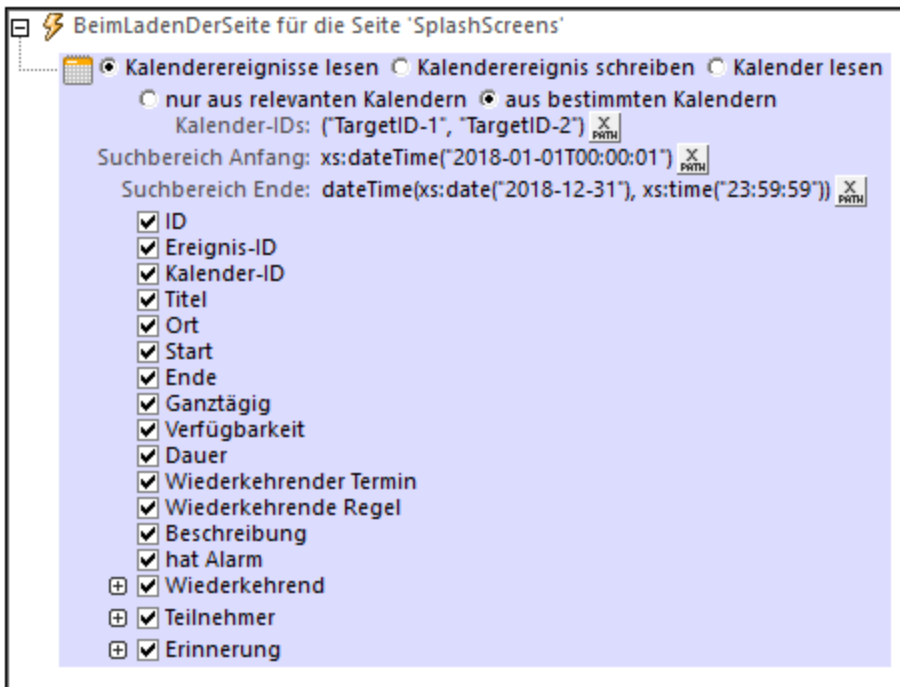 BeimLadenDerSeite für die Seite 'SplashScreens'
Kalenderereignisse lesen Kalenderereignis schreiben Kalender lesen
nur aus relevanten Kalendern aus bestimmten Kalendern
Kalender-IDs: ("TargetID-1", "TargetID-2") X PATH
Suchbereich Anfang: xs:dateTime("2018-01-01T00:00:01") X PATH
Suchbereich Ende: dateTime(xs:date("2018-12-31"), xs:time("23:59:59")) X PATH
ID
Ereignis-ID
Kalender-ID
Titel
Ort
Start
Ende
Ganztägig
Verfügbarkeit
Dauer
Wiederkehrender Termin
Wiederkehrende Regel
Beschreibung
hat Alarm
Wiederkehrend
Teilnehmer
Erinnerung